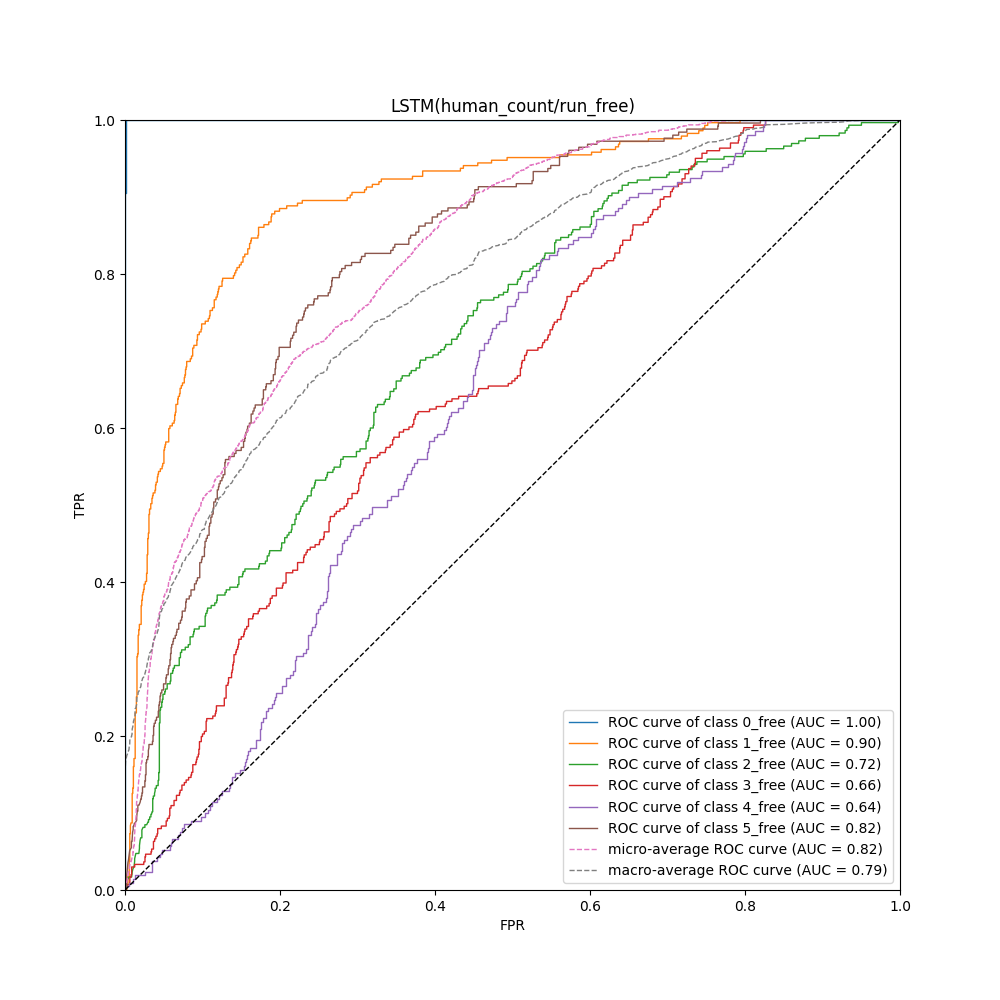 LSTM(human_count/run_free)
1.0
0.8
0.6
0.4
0.2
0.0
TPR
0.0 0.2 0.4 0.6 0.8 1.0
FPR
ROC curve of class 0_free (AUC = 1.00)
ROC curve of class 1_free (AUC = 0.90)
ROC curve of class 2_free (AUC = 0.72)
ROC curve of class 3_free (AUC = 0.66)
ROC curve of class 4_free (AUC = 0.64)
ROC curve of class 5_free (AUC = 0.82)
micro-average ROC curve (AUC = 0.82)
macro-average ROC curve (AUC = 0.79)